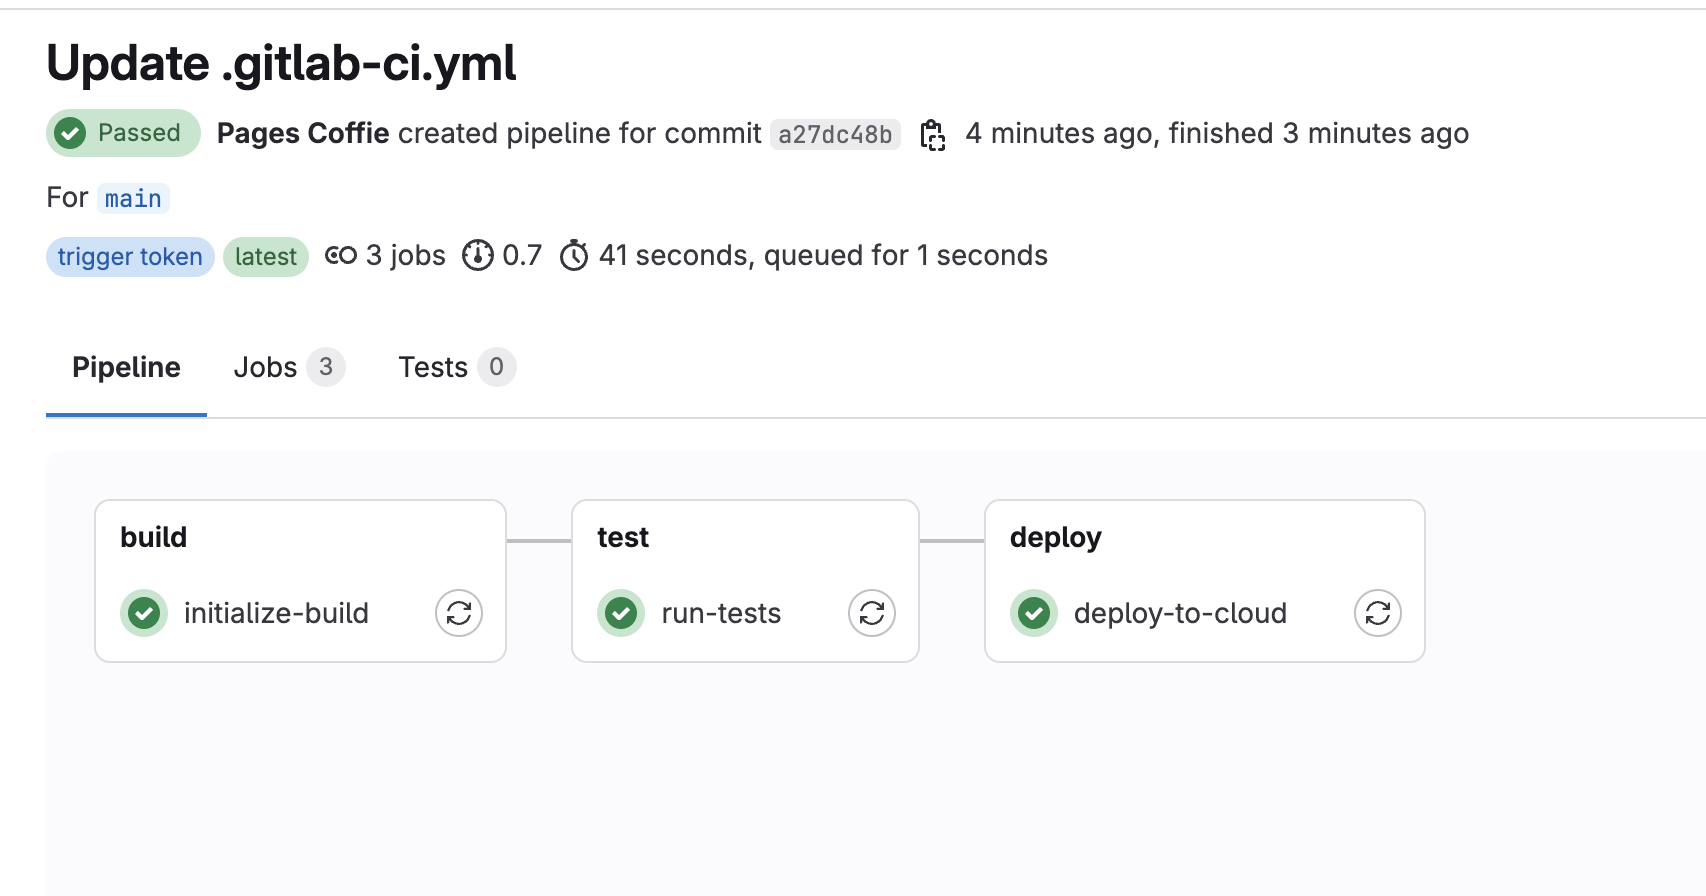 Update .gitlab-ci.yml
Passed Pages Coffie created pipeline for commit a27dc48b 4 minutes ago, finished 3 minutes ago
For main
trigger token latest 3 jobs 0.7 41 seconds, queued for 1 seconds
Pipeline Jobs 3 Tests 0
build test deploy
initialize-build run-tests deploy-to-cloud